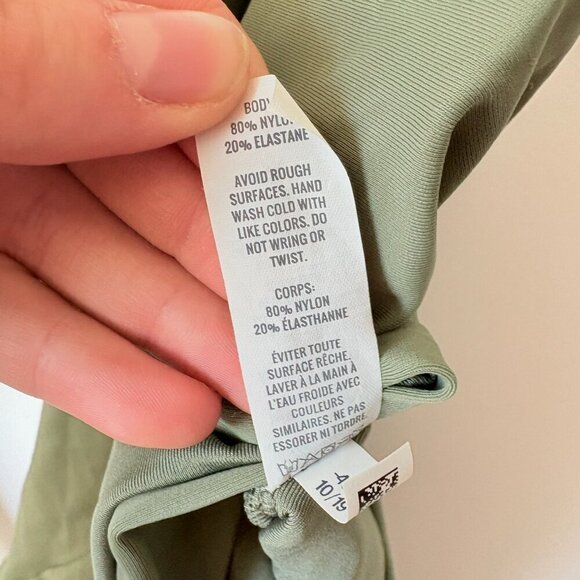 BODY
80% NYLO
20% ELASTANE
AVOID ROUGH
SURFACES. HAND
WASH COLD WITH
LIKE COLORS. DO
NOT WRING OR
TWIST.
CORPS:
80% NYLON
20% ÉLASTHANNE
ÉVITER TOUTE
SURFACE RÊCHE.
LAVER À LA MAIN À
L'EAU FROIDE AVEC
COULEURS
SIMILAIRES. NE PAS
ESSORER NI TORDRE.
4
10/19